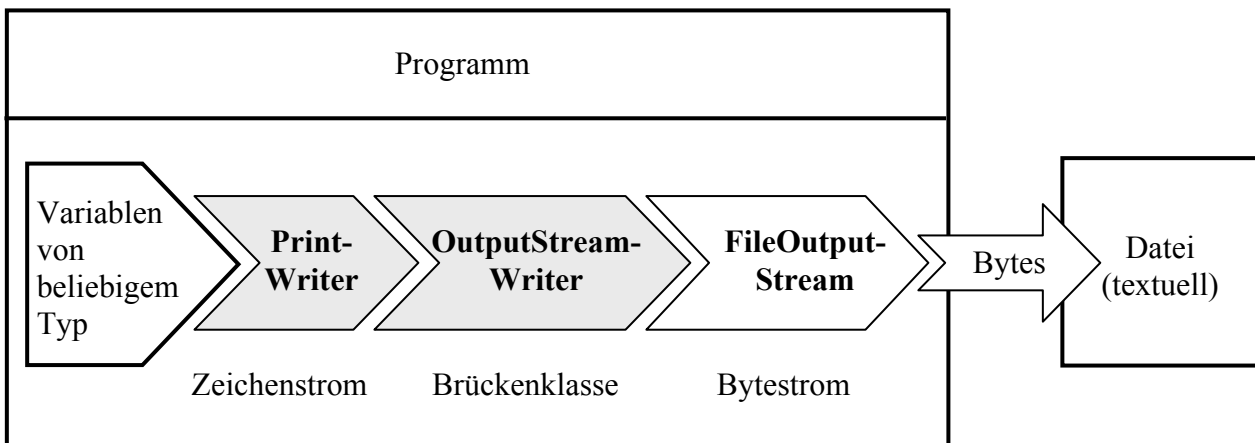 Programm
Variablen
von
beliebigem
Typ
Print-
Writer
OutputStream-
Writer
FileOutput-
Stream
Bytes
Datei
(textuell)
Zeichenstrom
Brückenklasse
Bytestrom